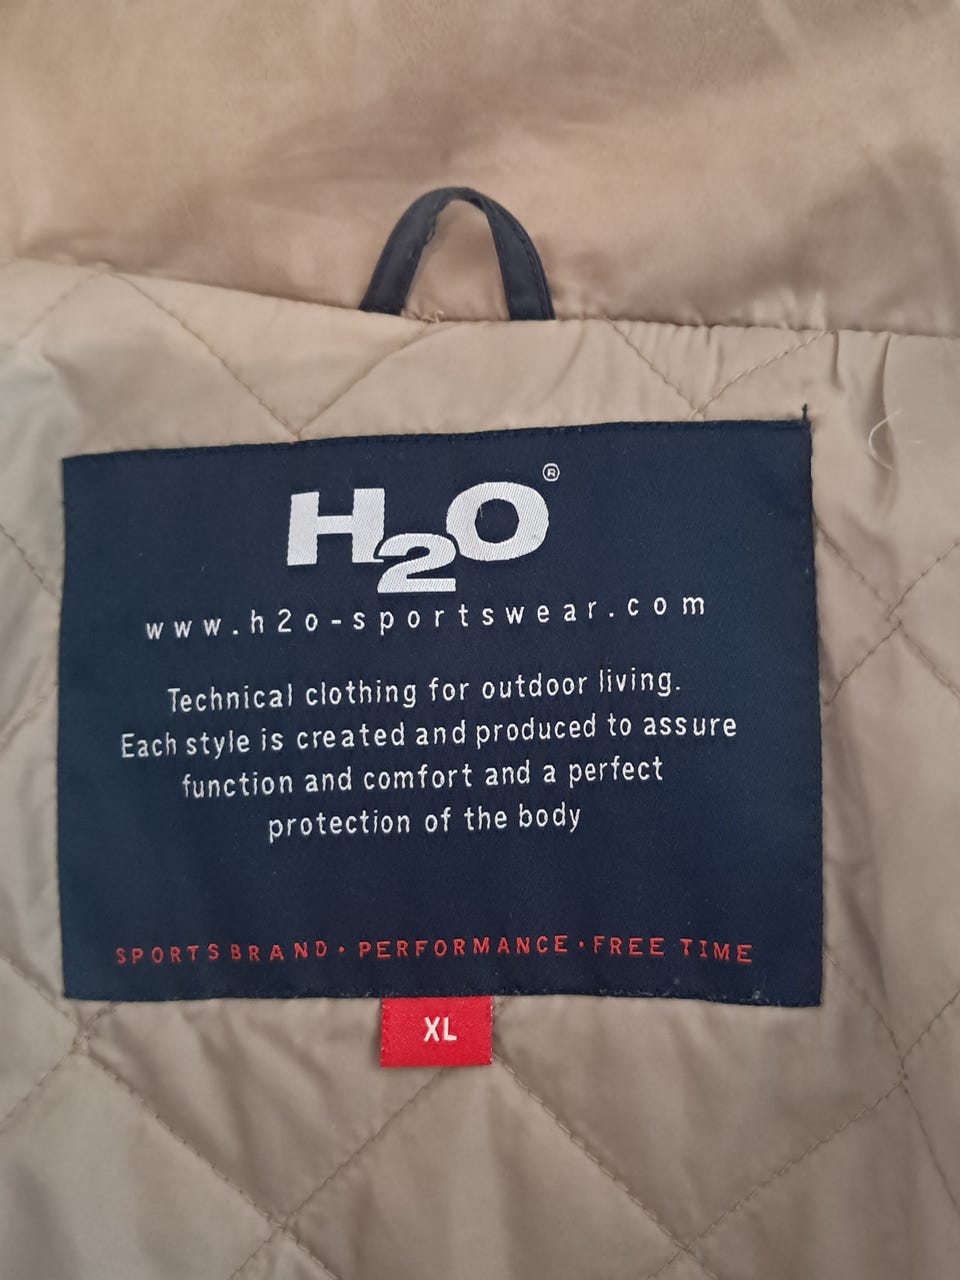 H2O®
www.h2o-sportswear.com
Technical clothing for outdoor living.
Each style is created and produced to assure
function and comfort and a perfect
protection of the body
SPORTSBRAND · PERFORMANCE · FREE TIME
XL